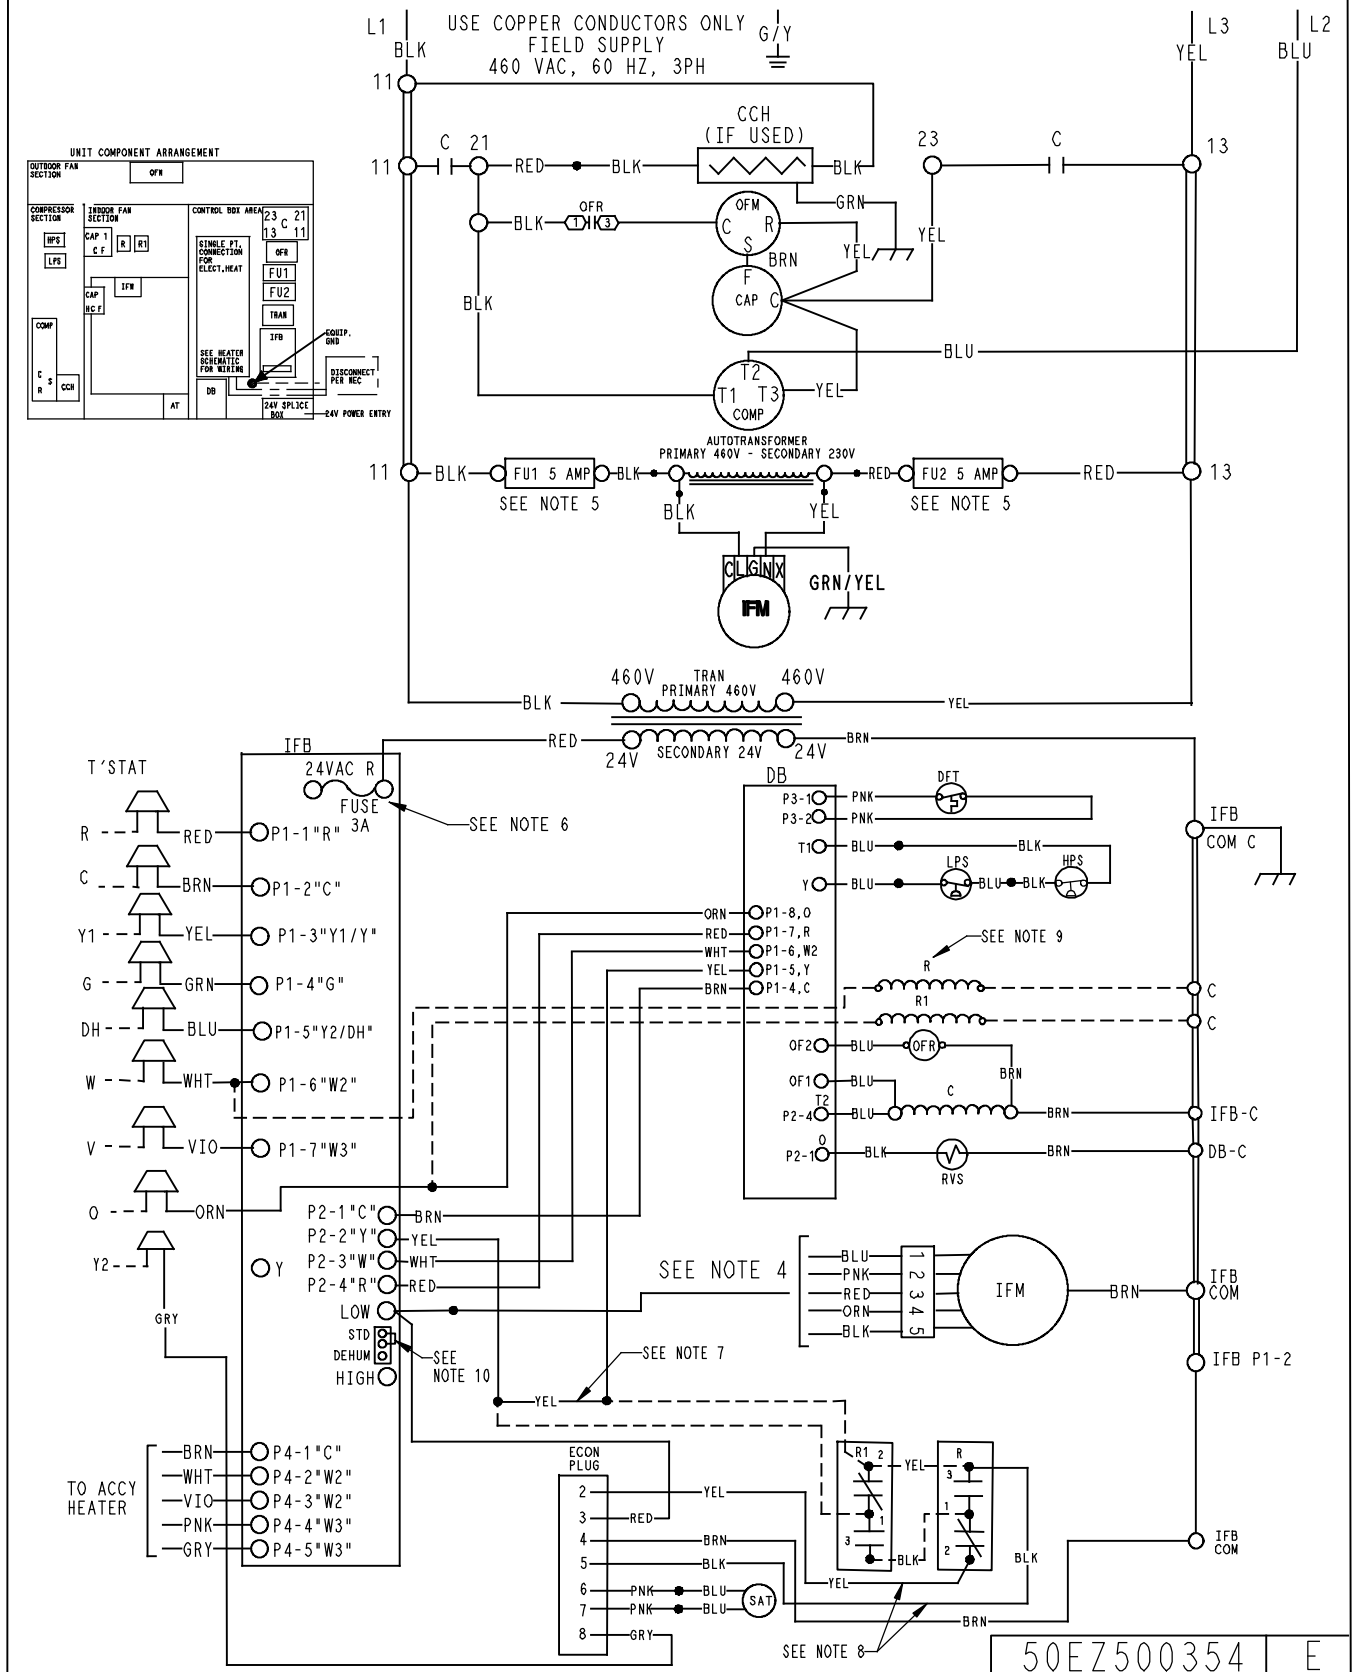 L1
USE COPPER CONDUCTORS ONLY
FIELD SUPPLY
460 VAC, 60 HZ, 3PH
G/Y
L3
L2
BLK
YEL
BLU
11
CCH
(IF USED)
11
C
21
RED
BLK
BLK
23
C
13
GRN
BLK
OFR
1
3
OFM
C
R
S
BRN
YEL
YEL
F
CAP
C
BLK
BLU
T2
T1
T3
COMP
YEL
UNIT COMPONENT ARRANGEMENT
OUTDOOR FAN
SECTION
OFM
COMPRESSOR
SECTION
INDOOR FAN
SECTION
CONTROL BOX AREA
23
C
21
13
11
HPS
LPS
CAP 1
C F
R
R1
SINGLE PT.
CONNECTION
FOR
ELECT.HEAT
OFR
FU1
FU2
IFM
CAP
H C F
TRAN
COMP
IFB
EQUIP.
GND
SEE HEATER
SCHEMATIC
FOR WIRING
DISCONNECT
PER NEC
C
S
R
CCH
AT
DB
24V SPLICE
BOX
24V POWER ENTRY
AUTOTRANSFORMER
PRIMARY 460V - SECONDARY 230V
11
BLK
FU1 5 AMP
BLK
RED
FU2 5 AMP
RED
13
SEE NOTE 5
BLK
YEL
SEE NOTE 5
C
L
G
N
X
IFM
GRN/YEL
460V
TRAN
PRIMARY 460V
460V
BLK
YEL
RED
24V
SECONDARY 24V
24V
BRN
IFB
T'STAT
24VAC R
FUSE
3A
SEE NOTE 6
R
RED
P1-1"R"
C
BRN
P1-2"C"
Y1
YEL
P1-3"Y1/Y"
G
GRN
P1-4"G"
DH
BLU
P1-5"Y2/DH"
W
WHT
P1-6"W2"
V
VIO
P1-7"W3"
O
ORN
Y2
GRY
Y
P2-1"C"
BRN
P2-2"Y"
YEL
P2-3"W"
WHT
P2-4"R"
RED
LOW
STD
DEHUM
SEE
NOTE 10
HIGH
DB
P3-1
PNK
DFT
P3-2
PNK
T1
BLU
BLK
Y
BLU
LPS
BLU
BLK
HPS
ORN
P1-8,O
RED
P1-7,R
WHT
P1-6,W2
YEL
P1-5,Y
BRN
P1-4,C
SEE NOTE 9
R
C
R1
C
OF2
BLU
OFR
BRN
OF1
BLU
T2
P2-4
BLU
C
BRN
IFB-C
O
P2-1
BLK
RVS
BRN
DB-C
IFB
COM C
SEE NOTE 4
BLU
1
PNK
2
RED
3
ORN
4
BLK
5
IFM
BRN
IFB
COM
IFB P1-2
SEE NOTE 7
YEL
TO ACCY
HEATER
BRN
P4-1"C"
WHT
P4-2"W2"
VIO
P4-3"W2"
PNK
P4-4"W3"
GRY
P4-5"W3"
ECON
PLUG
2
YEL
3
RED
4
BRN
5
BLK
6
PNK
BLU
7
PNK
BLU
SAT
8
GRY
R1
2
1
3
YEL
R
3
1
2
BLK
BLK
YEL
BRN
SEE NOTE 8
IFB
COM
50EZ500354
E